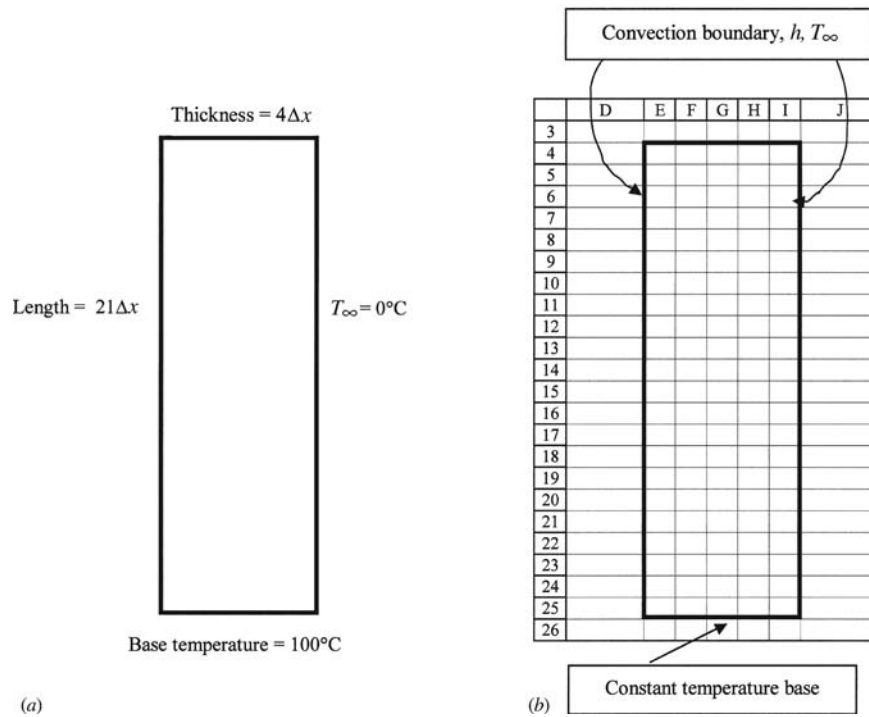 Convection boundary, h, T∞
Thickness = 4Δx
Length = 21Δx
T∞ = 0°C
Base temperature = 100°C
(a)
D E F G H I J
3
4
5
6
7
8
9
10
11
12
13
14
15
16
17
18
19
20
21
22
23
24
25
26
Constant temperature base
(b)